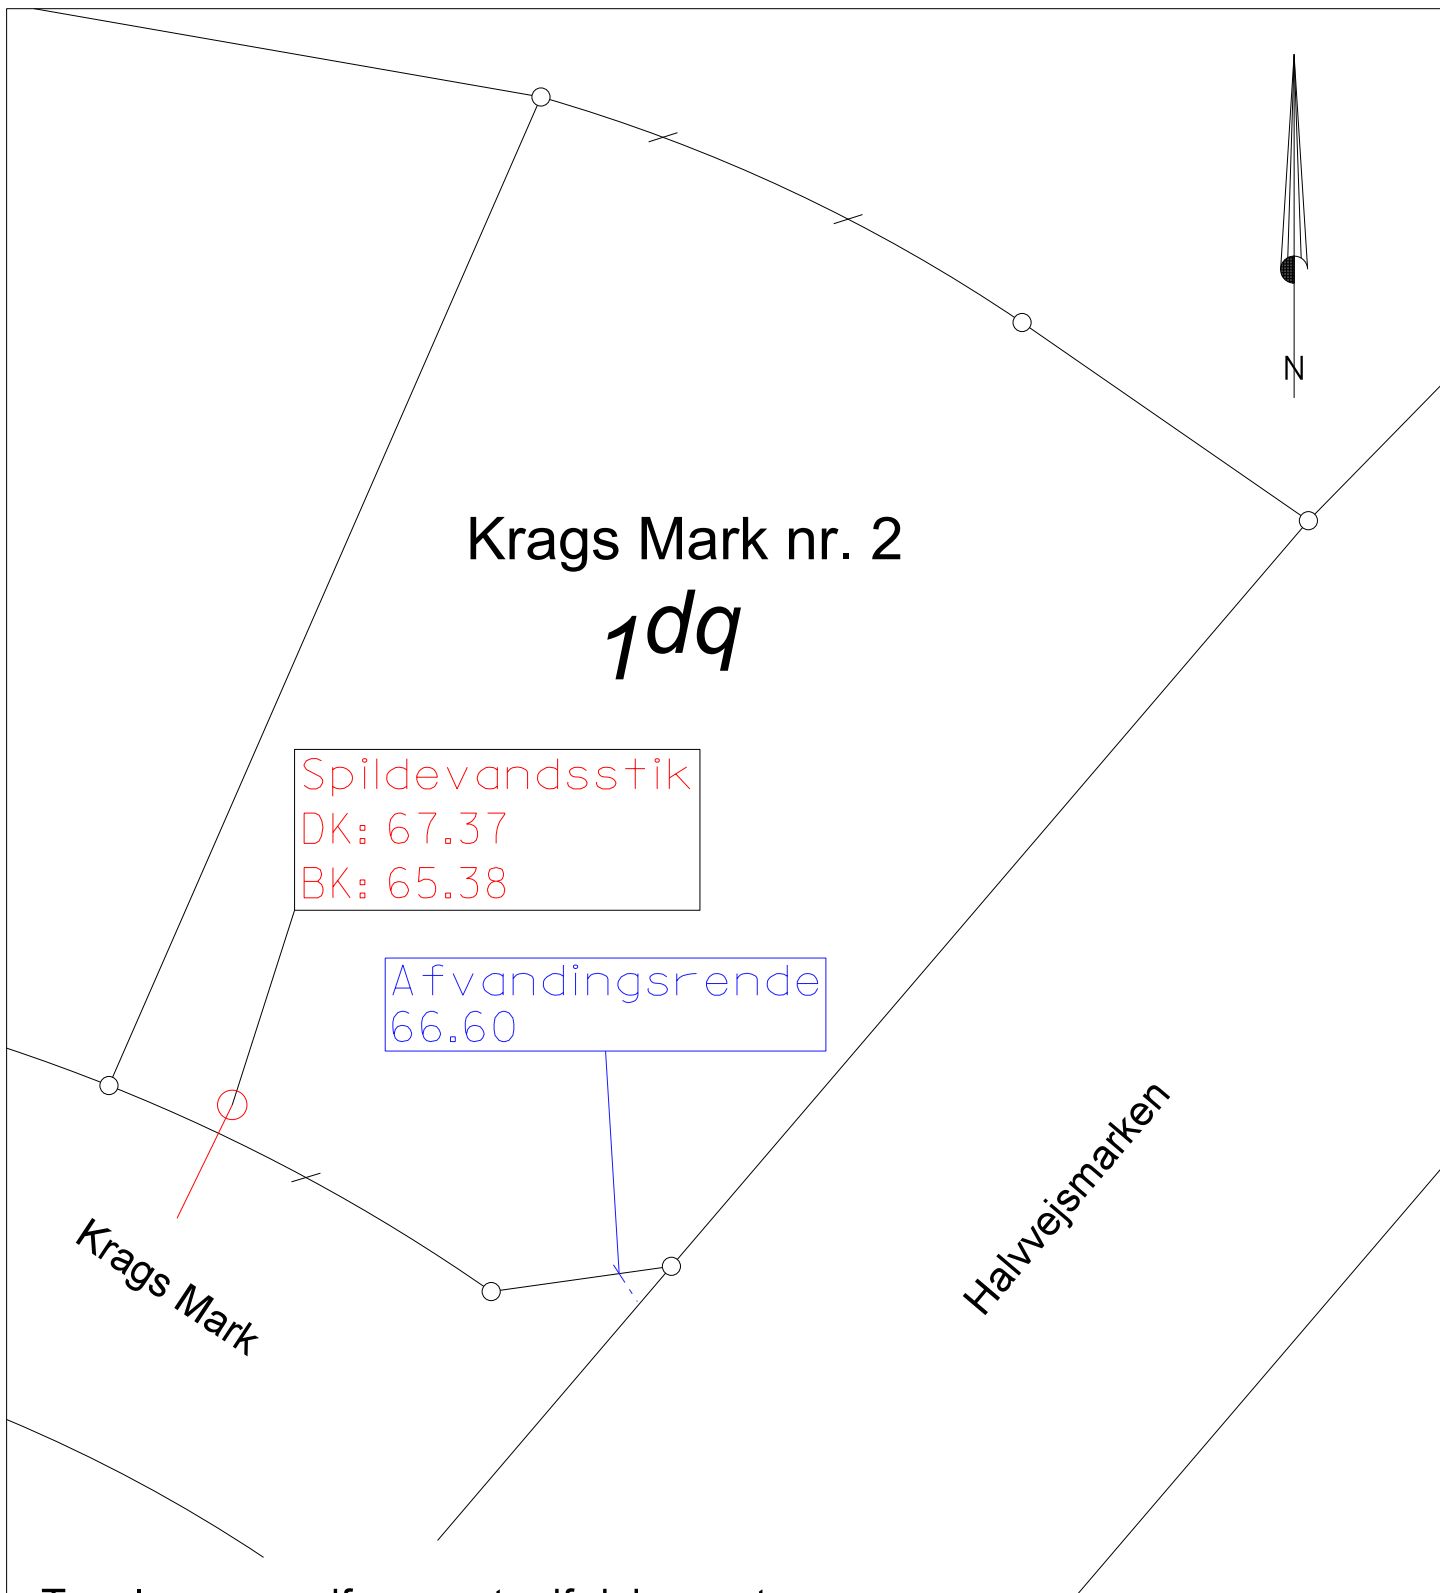 N
Krags Mark nr. 2
1dq
Spildevandsstik
DK: 67.37
BK: 65.38
Afvandingsrende
66.60
Halvvejsmarken
Krags Mark